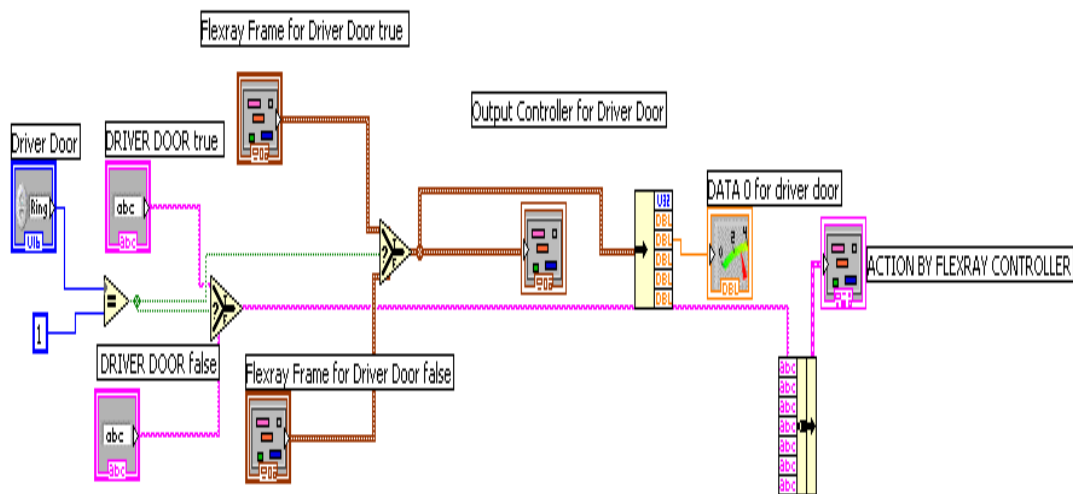 Flexray Frame for Driver Door true
Output Controller for Driver Door
Driver Door
DRIVER DOOR true
DATA 0 for driver door
Ring
U16
abc
abc
U32
DBL
DBL
DBL
DBL
DBL
DBL
ACTION BY FLEXRAY CONTROLLER
=
?
?
1
DRIVER DOOR false
Flexray Frame for Driver Door false
abc
abc
abc
abc
abc
abc
abc
abc
abc